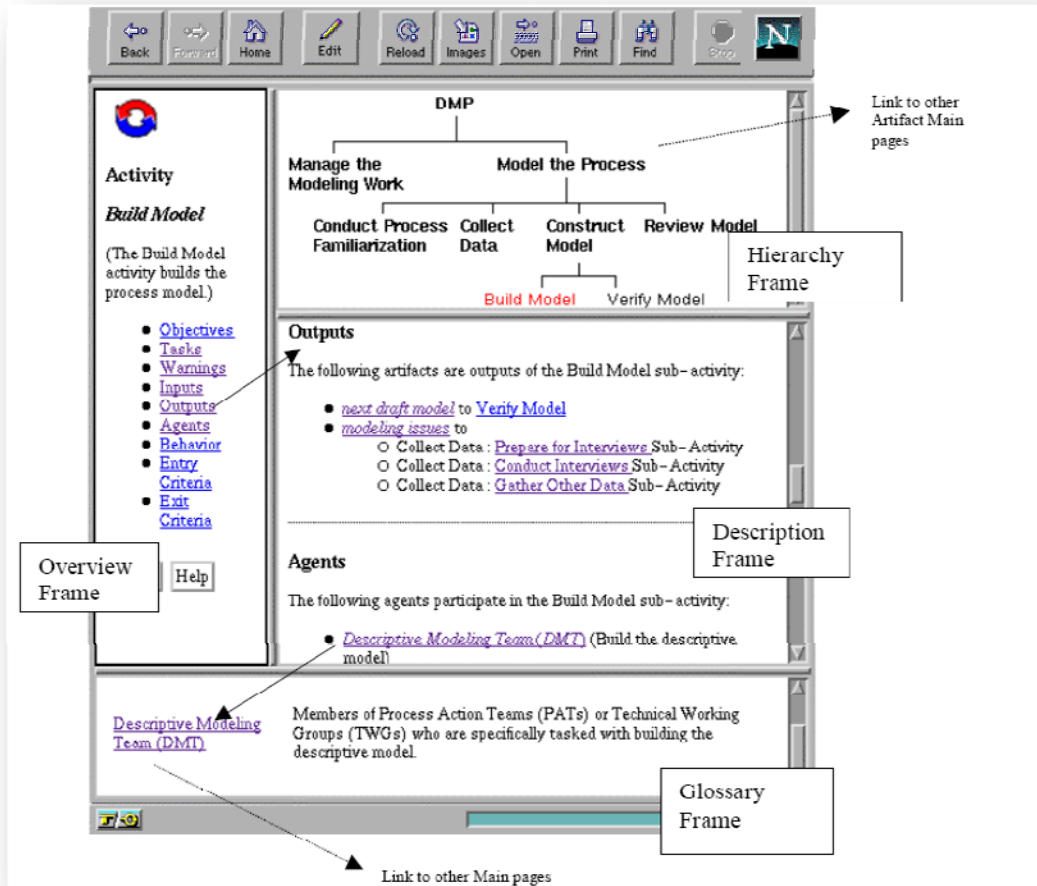 Back Forward Home Edit Reload Images Open Print Find Stop
N
Link to other
Artifact Main
pages
Activity
Build Model
(The Build Model
activity builds the
process model.)
• Objectives
• Tasks
• Warnings
• Inputs
• Outputs
• Agents
• Behavior
• Entry
Criteria
• Exit
Criteria
Help
Overview
Frame
DMP
Manage the
Modeling Work
Model the Process
Conduct Process
Familiarization
Collect
Data
Construct
Model
Review Model
Build Model
Verify Model
Hierarchy
Frame
Outputs
The following artifacts are outputs of the Build Model sub-activity:
• next draft model to Verify Model
• modeling issues to
○ Collect Data : Prepare for Interviews Sub-Activity
○ Collect Data : Conduct Interviews Sub-Activity
○ Collect Data : Gather Other Data Sub-Activity
Description
Frame
Agents
The following agents participate in the Build Model sub-activity:
• Descriptive Modeling Team (DMT) (Build the descriptive
model)
Descriptive Modeling
Team (DMT)
Members of Process Action Teams (PATs) or Technical Working
Groups (TWGs) who are specifically tasked with building the
descriptive model.
Glossary
Frame
Link to other Main pages